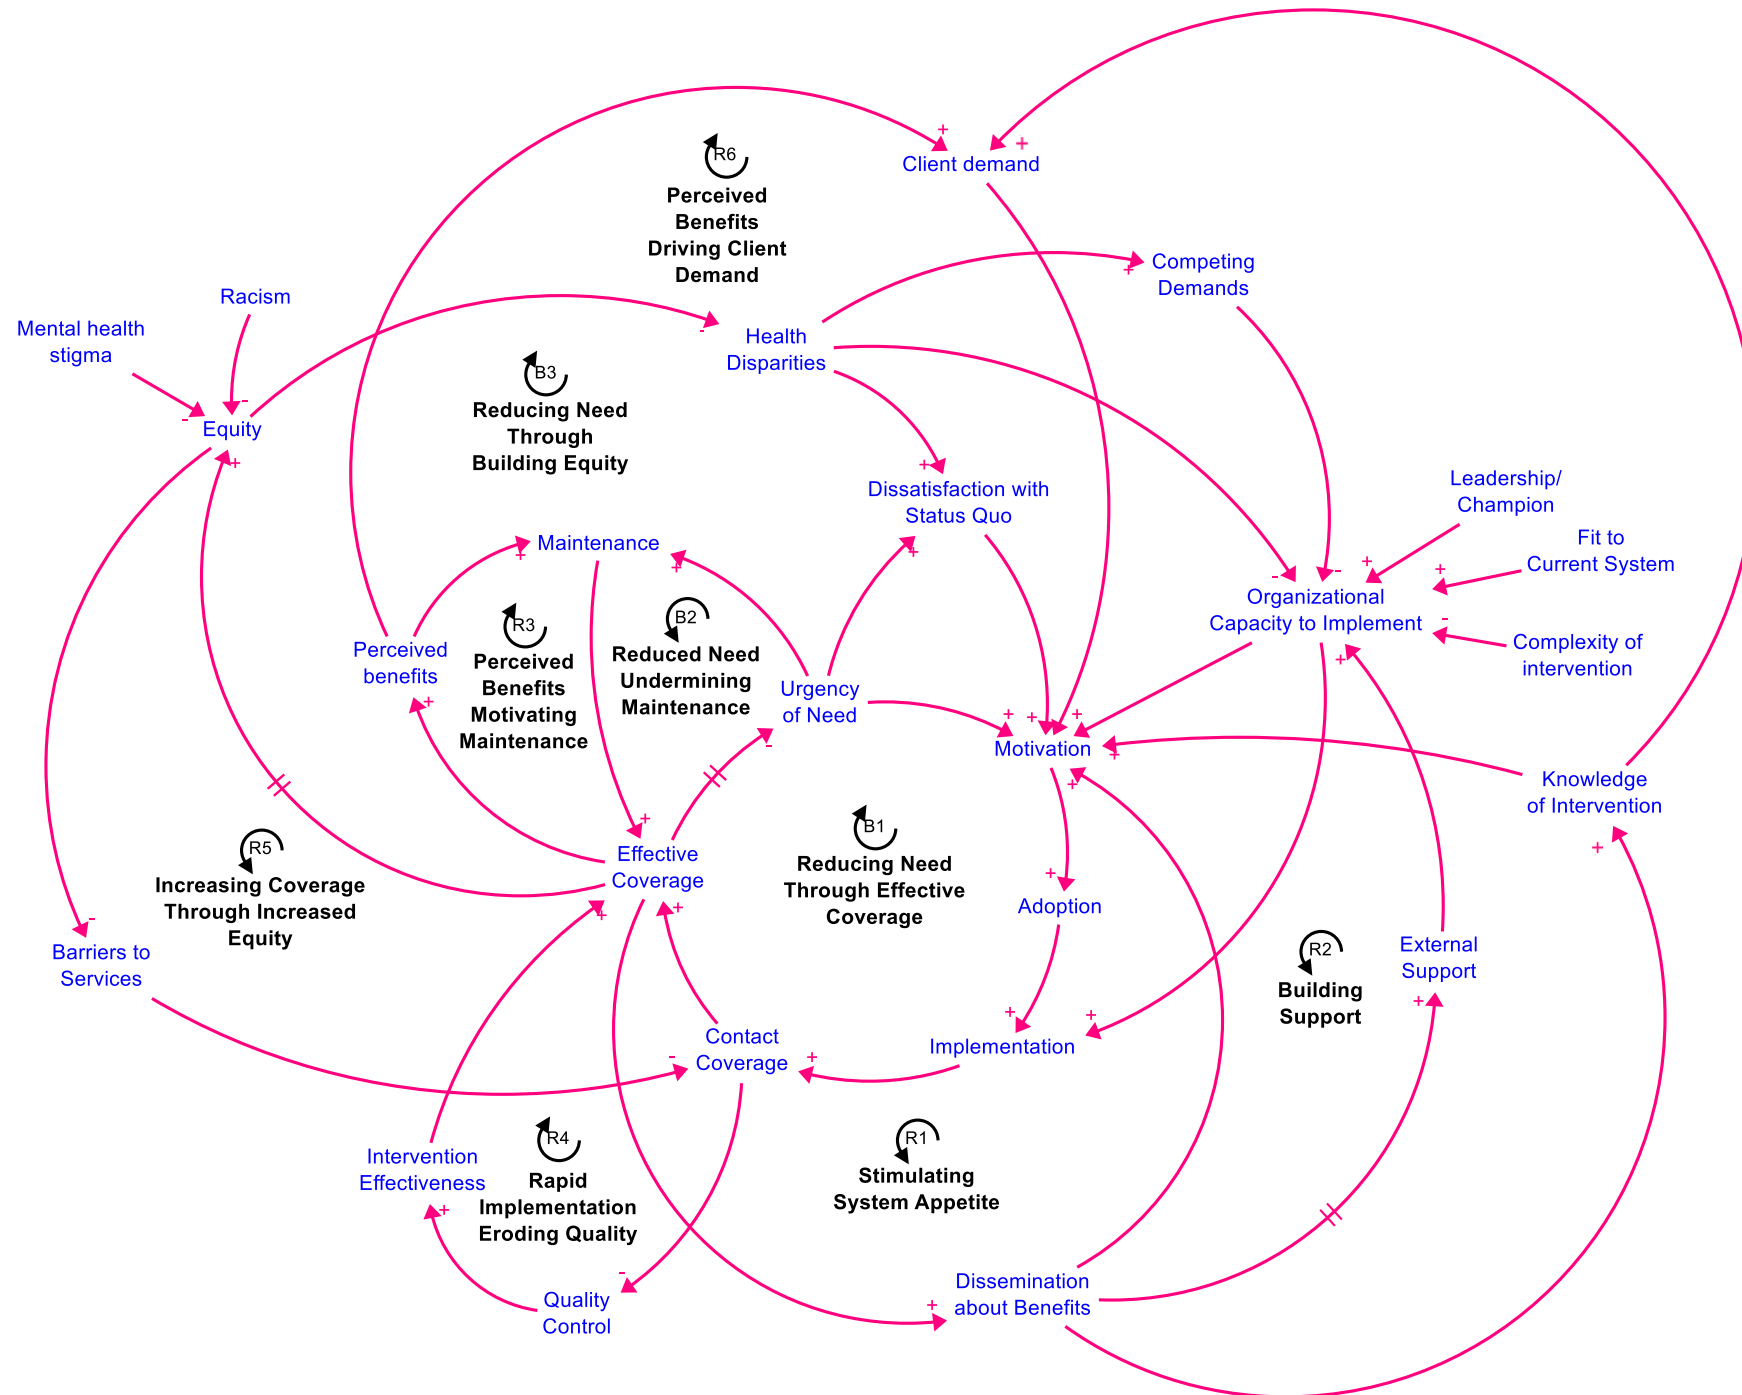 R6
Perceived
Benefits
Driving Client
Demand
+
+
Client demand
Competing
Demands
+
Racism
Mental health
stigma
-
-
Equity
+
-
Health
Disparities
B3
Reducing Need
Through
Building Equity
+
Dissatisfaction with
Status Quo
+
Leadership/
Champion
Fit to
Current System
Complexity of
intervention
-
-
+
+
-
Organizational
Capacity to Implement
+
Maintenance
+
+
Perceived
benefits
+
R3
Perceived
Benefits
Motivating
Maintenance
B2
Reduced Need
Undermining
Maintenance
Urgency
of Need
-
+
+
+
Motivation
+
+
Knowledge
of Intervention
+
R5
Increasing Coverage
Through Increased
Equity
+
Effective
Coverage
+
+
B1
Reducing Need
Through Effective
Coverage
+
Adoption
-
Barriers to
Services
R2
Building
Support
External
Support
+
-
Contact
Coverage
+
+
+
Implementation
Intervention
Effectiveness
+
R4
Rapid
Implementation
Eroding Quality
R1
Stimulating
System Appetite
-
Quality
Control
+
Dissemination
about Benefits